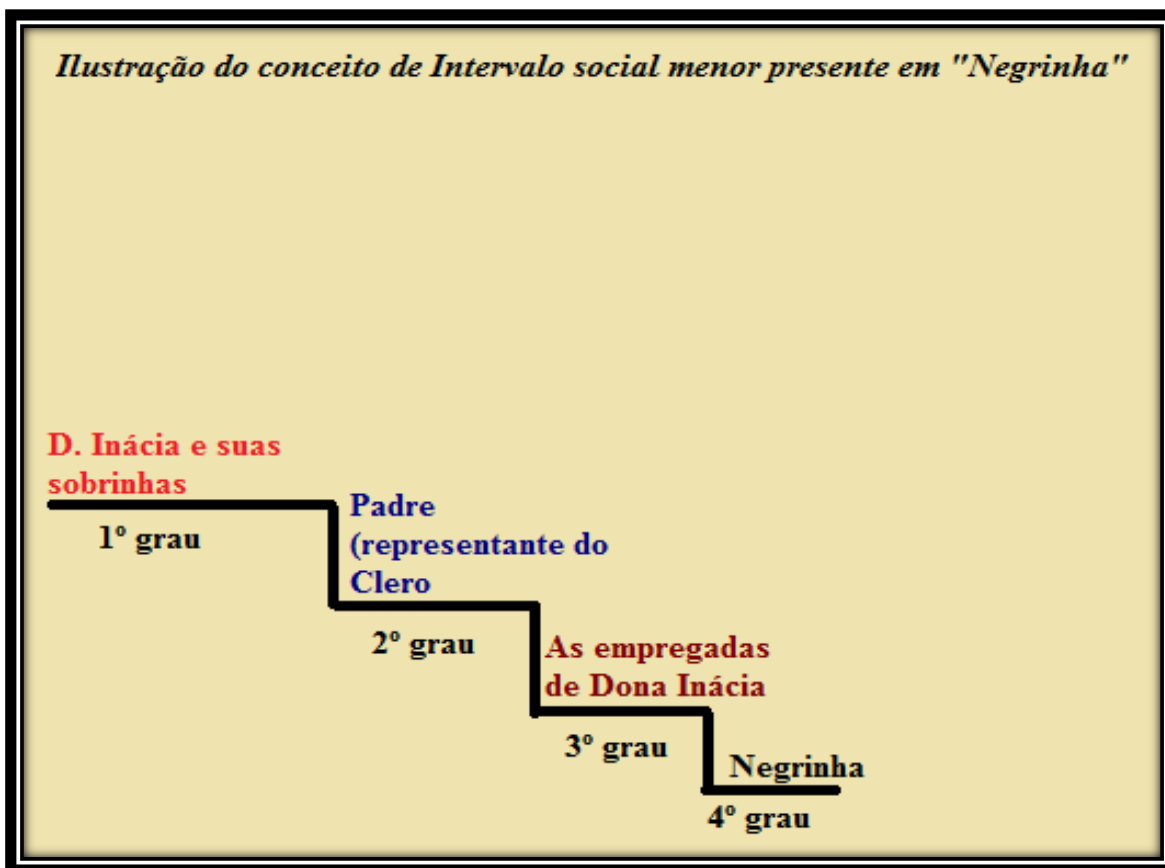 Ilustração do conceito de Intervalo social menor presente em "Negrinha"
D. Inácia e suas
sobrinhas
1º grau
Padre
(representante do
Clero
2º grau
As empregadas
de Dona Inácia
3º grau
Negrinha
4º grau